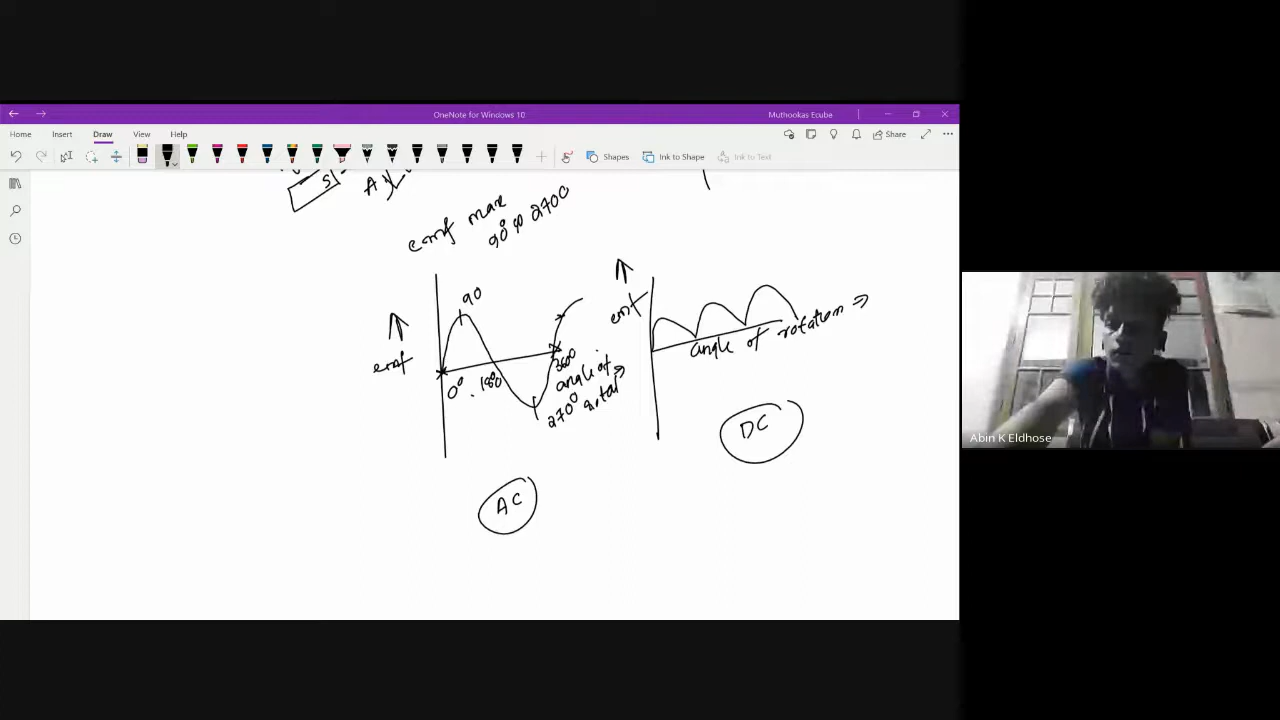 OneNote for Windows 10
Muthookas Ecube
Home Insert Draw View Help
Share
Shapes Ink to Shape Ink to Text
S
A
emf max
90° & 270°
emf
90
0° 180 360
angle of
270°
emf
angle of rotation ⇒
AC
DC
Abin K Eldhose